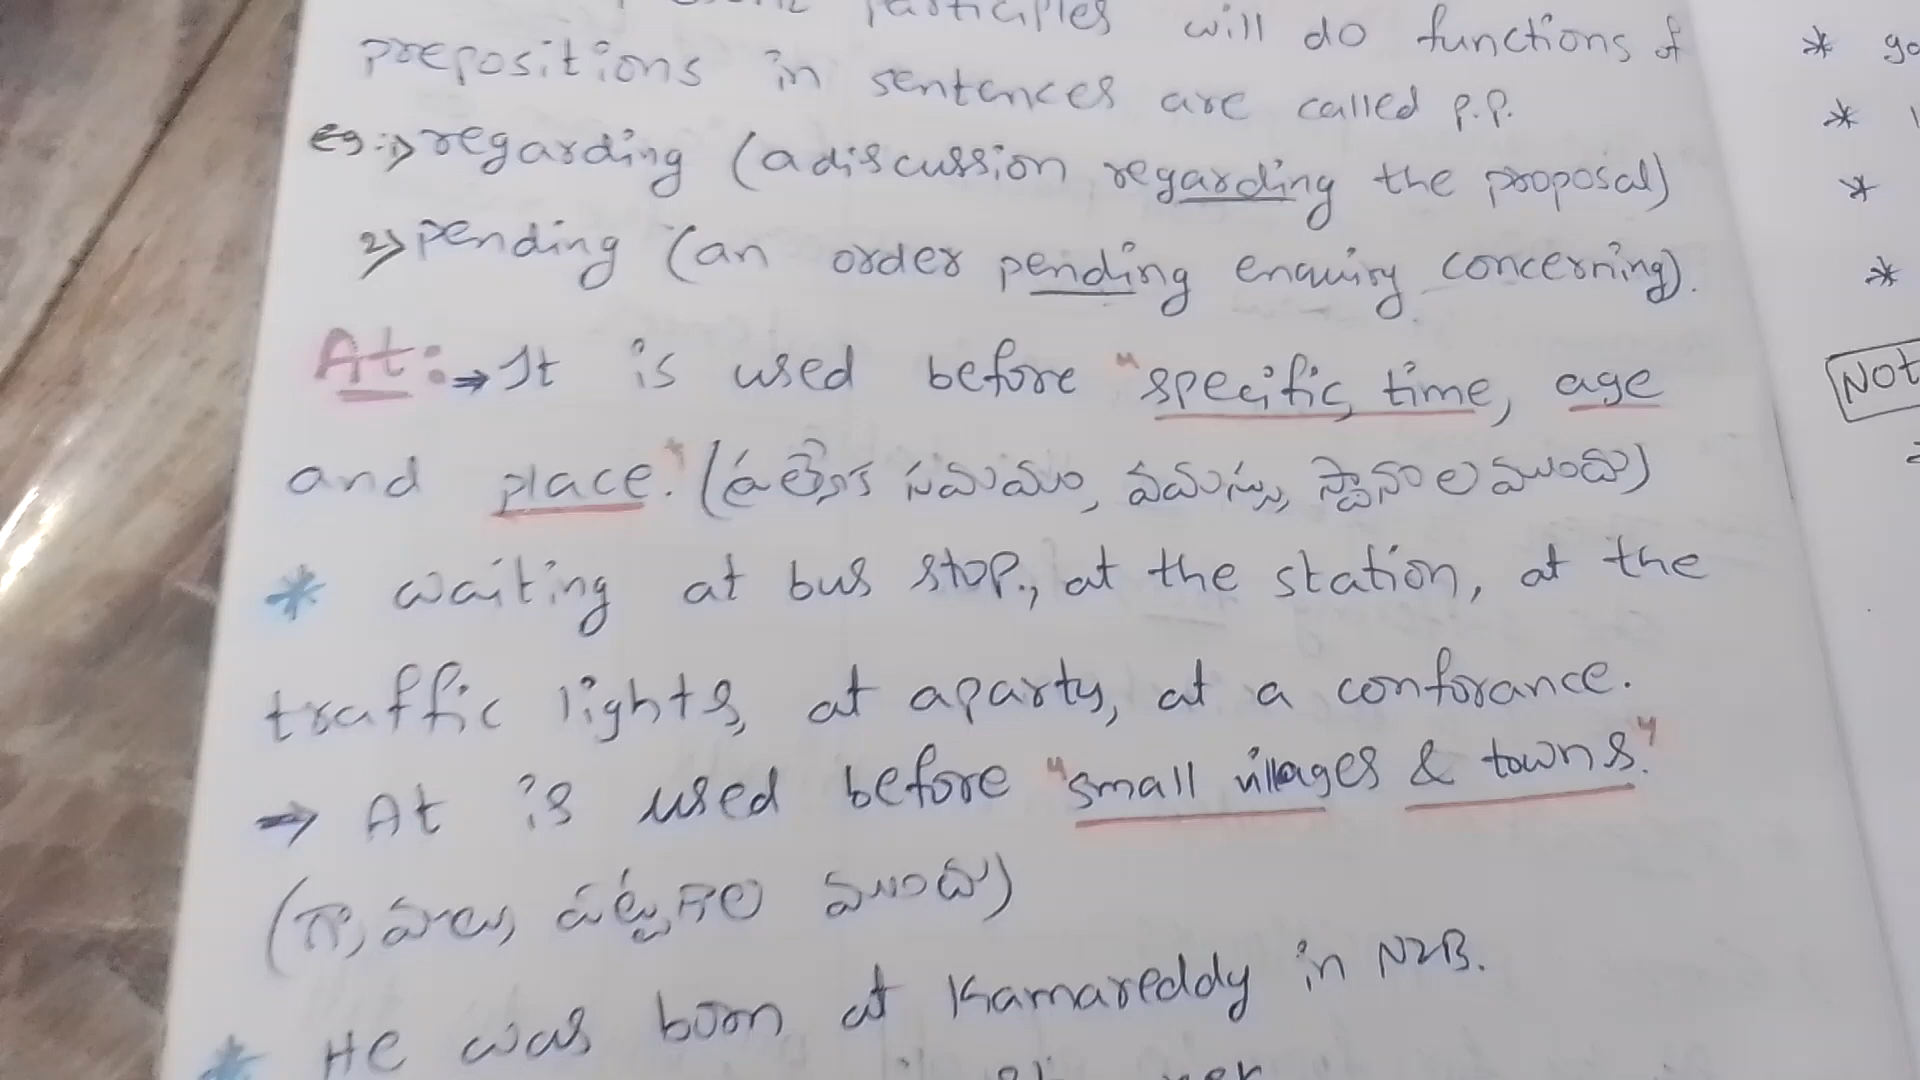 participles will do functions of
prepositions in sentences are called P.P.
eg:-1) regarding (a discussion regarding the proposal)
2) pending (an order pending enquiry concerning).
At:→ It is used before "specific time, age
and place." (ప్రత్యేక సమయం, వయస్సు, స్థానాల ముందు)
* waiting at bus stop., at the station, at the
traffic lights, at a party, at a conforance.
→ At is used before "small villages & towns."
(గ్రామాలు, పట్టణాల ముందు)
* He was born at Kamareddy in NZB.
* go
*
*
*
Not